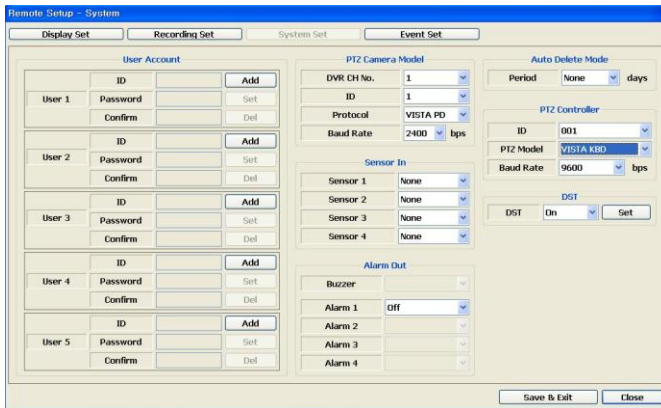 Remote Setup - System
Display Set
Recording Set
System Set
Event Set
User Account
User 1
ID
Add
Password
Set
Confirm
Del
User 2
ID
Add
Password
Set
Confirm
Del
User 3
ID
Add
Password
Set
Confirm
Del
User 4
ID
Add
Password
Set
Confirm
Del
User 5
ID
Add
Password
Set
Confirm
Del
PTZ Camera Model
DVR CH No. 1
ID 1
Protocol VISTA PD
Baud Rate 2400 bps
Sensor In
Sensor 1 None
Sensor 2 None
Sensor 3 None
Sensor 4 None
Alarm Out
Buzzer
Alarm 1 Off
Alarm 2
Alarm 3
Alarm 4
Auto Delete Mode
Period None days
PTZ Controller
ID 001
PTZ Model VISTA KBD
Baud Rate 9600 bps
DST
DST On Set
Save & Exit
Close